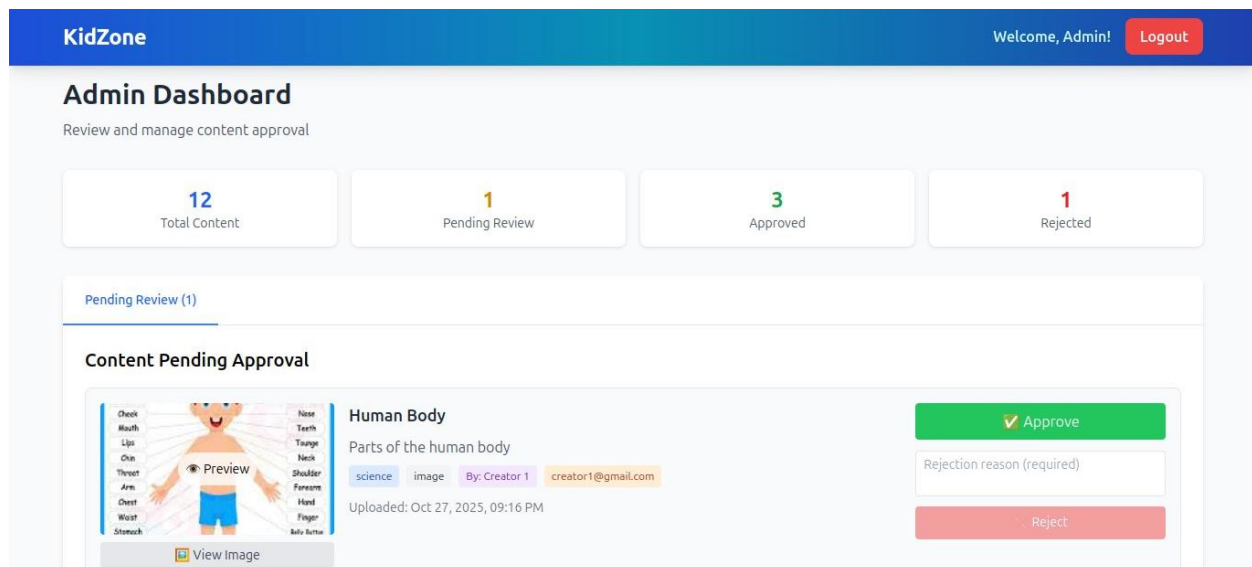 KidZone
Welcome, Admin!
Logout
Admin Dashboard
Review and manage content approval
12
Total Content
1
Pending Review
3
Approved
1
Rejected
Pending Review (1)
Content Pending Approval
Cheek
Mouth
Lips
Chin
Throat
Arm
Chest
Waist
Stomach
Nose
Teeth
Tounge
Neck
Shoulder
Forearm
Hand
Finger
Belly Button
👁 Preview
🖼️ View Image
Human Body
Parts of the human body
science image By: Creator 1 creator1@gmail.com
Uploaded: Oct 27, 2025, 09:16 PM
✅ Approve
Rejection reason (required)
Reject